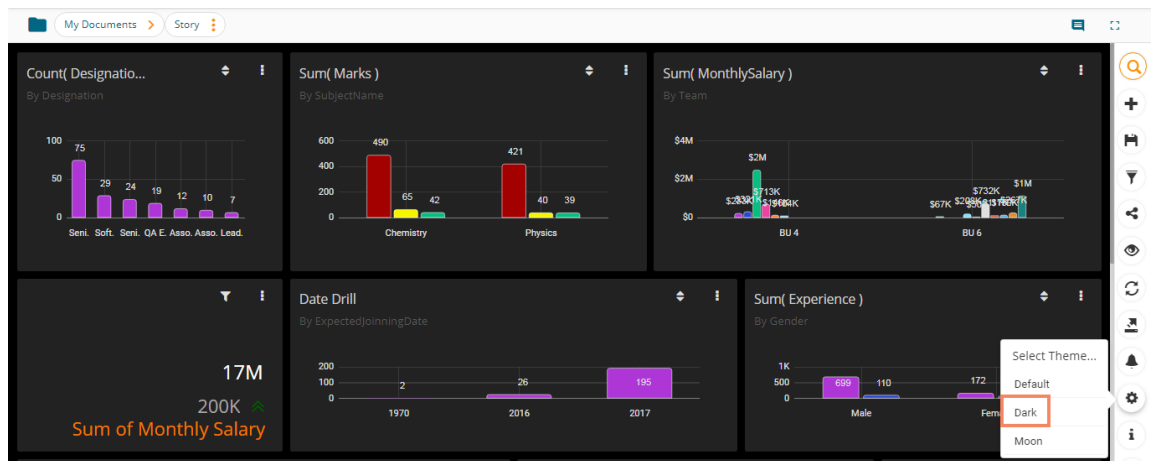 My Documents
Story
Count( Designatio...
By Designation
100
50
0
75
29
24
19
12
10
7
Seni.
Soft.
Seni.
QA E.
Asso.
Asso.
Lead.
Sum( Marks )
By SubjectName
600
400
200
0
490
65
42
421
40
39
Chemistry
Physics
Sum( MonthlySalary )
By Team
$4M
$2M
$0
$2M
$713K
$67K
$732K
$1M
BU 4
BU 6
17M
200K
Sum of Monthly Salary
Date Drill
By ExpectedJoinningDate
200
100
0
2
26
195
1970
2016
2017
Sum( Experience )
By Gender
1K
500
0
699
110
172
Male
Select Theme...
Default
Dark
Moon